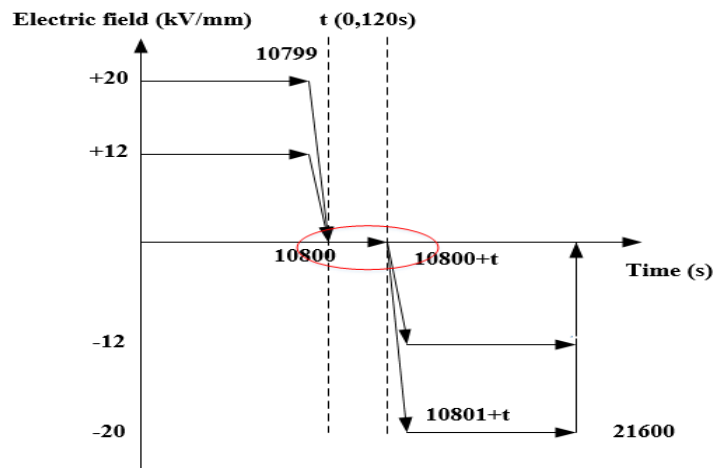 Electric field (kV/mm)
t (0,120s)
10799
+20
+12
10800
10800+t
Time (s)
-12
10801+t
-20
21600